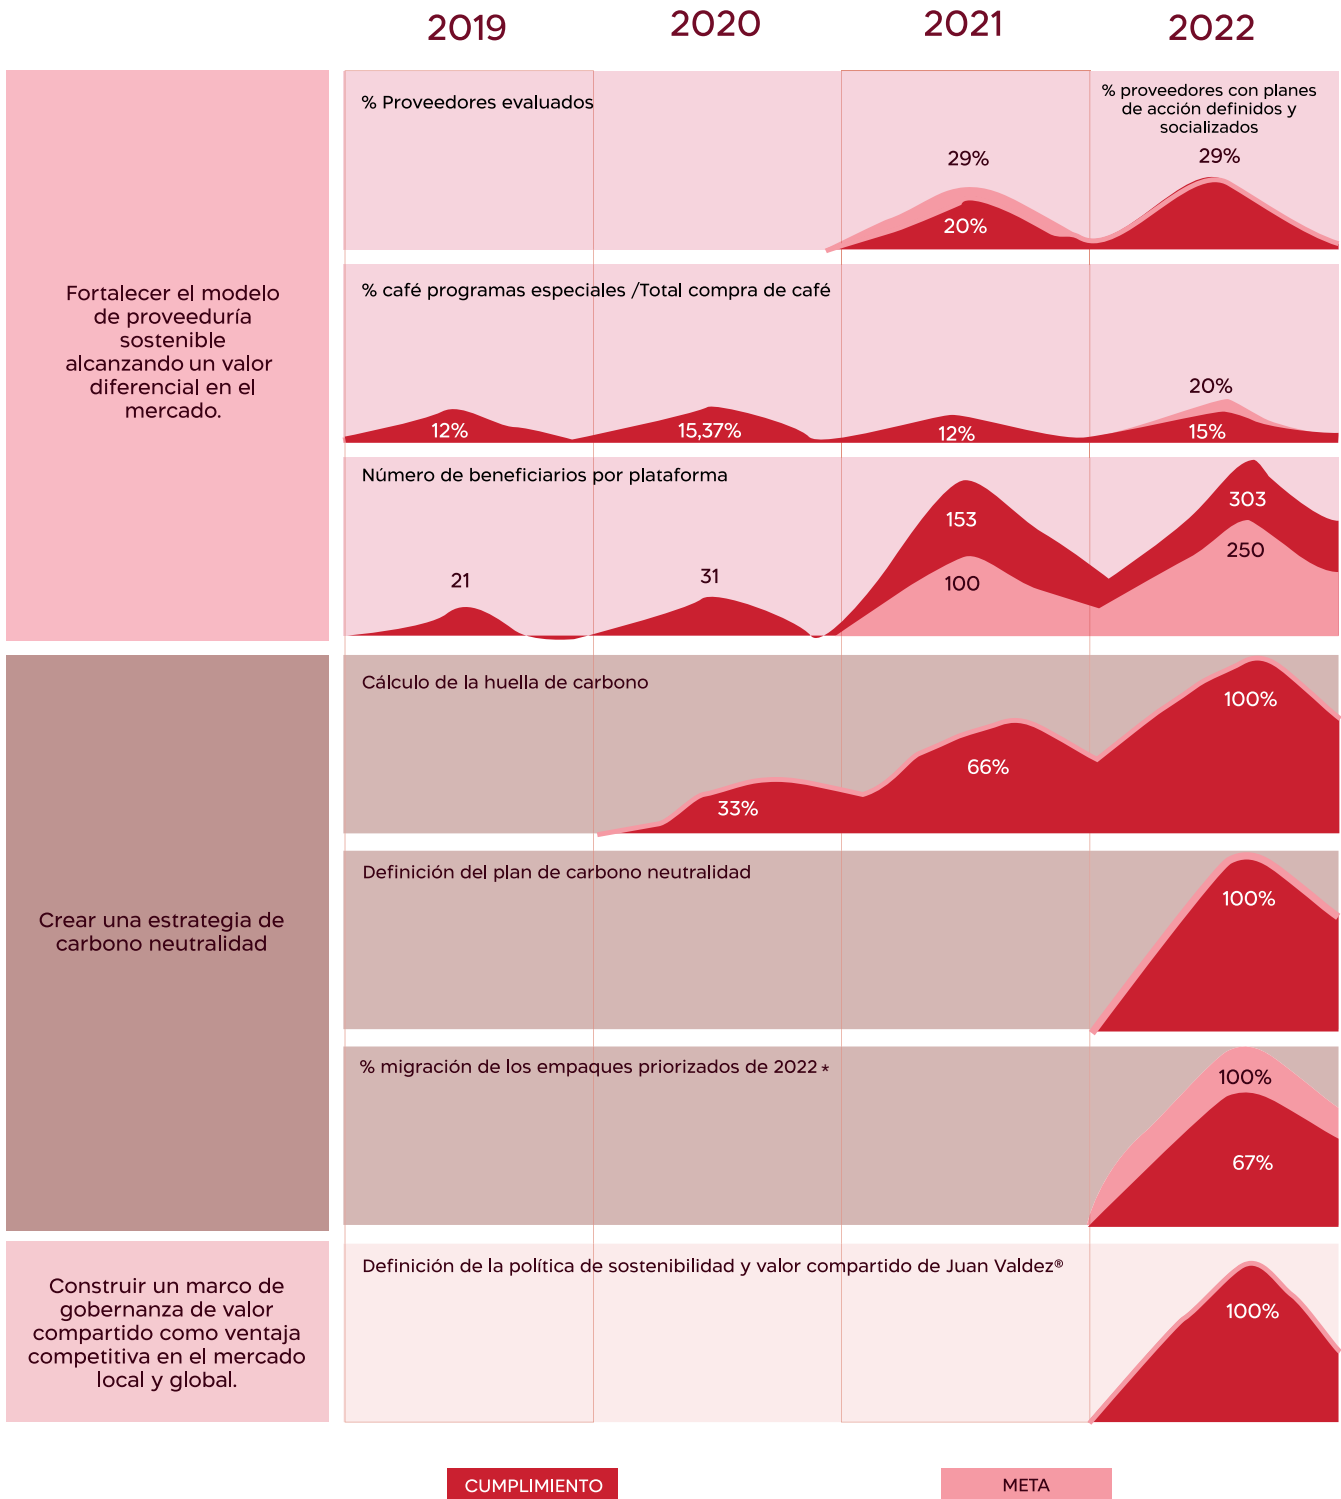 2019 2020 2021 2022
Fortalecer el modelo
de proveeduría
sostenible
alcanzando un valor
diferencial en el
mercado.
% Proveedores evaluados
% proveedores con planes
de acción definidos y
socializados
29%
29%
20%
% café programas especiales /Total compra de café
20%
12%
15,37%
12%
15%
Número de beneficiarios por plataforma
21
31
153
100
303
250
Crear una estrategia de
carbono neutralidad
Cálculo de la huella de carbono
33%
66%
100%
Definición del plan de carbono neutralidad
100%
% migración de los empaques priorizados de 2022 *
100%
67%
Construir un marco de
gobernanza de valor
compartido como ventaja
competitiva en el mercado
local y global.
Definición de la política de sostenibilidad y valor compartido de Juan Valdez®
100%
CUMPLIMIENTO
META